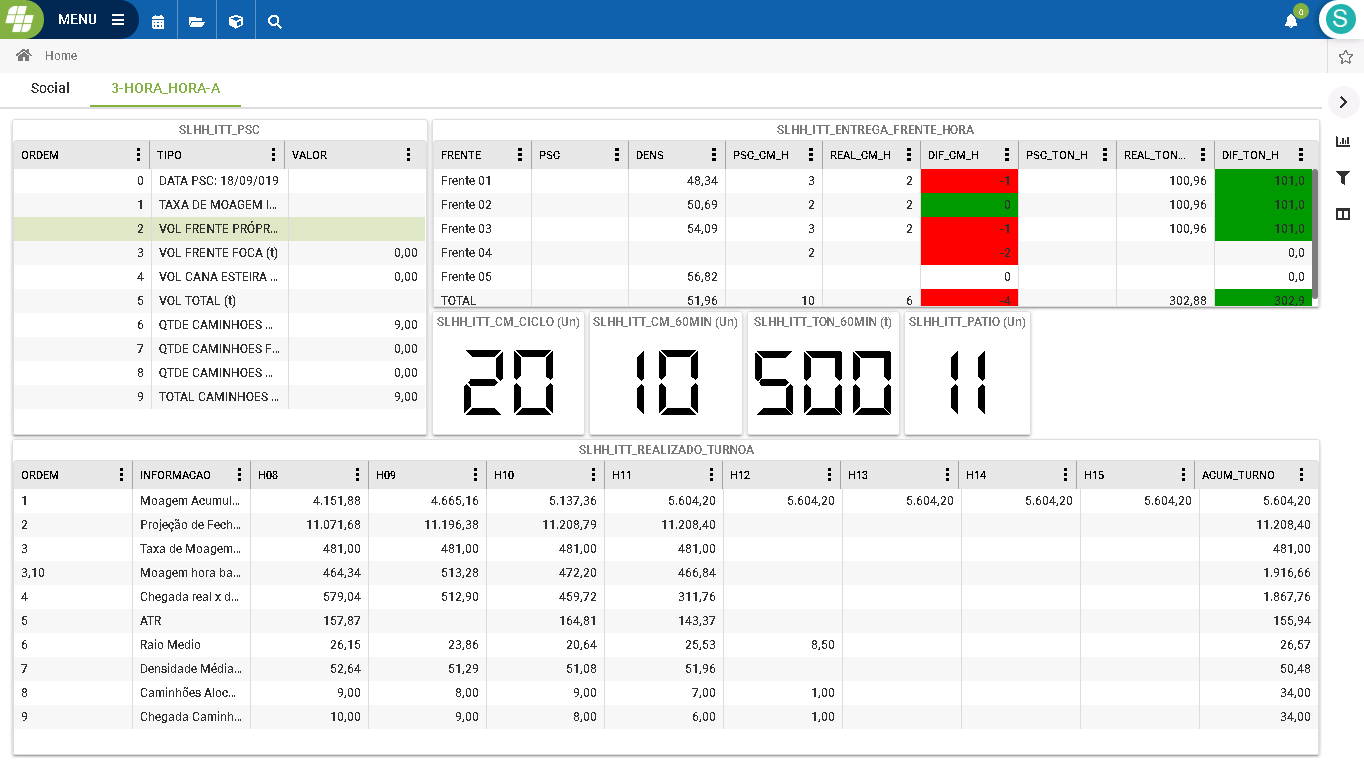 MENU
0
S
Home
Social 3-HORA_HORA-A
SLHH_ITT_PSC
ORDEM TIPO VALOR
0 DATA PSC: 18/09/019
1 TAXA DE MOAGEM I...
2 VOL FRENTE PRÓPR...
3 VOL FRENTE FOCA (t) 0,00
4 VOL CANA ESTEIRA ... 0,00
5 VOL TOTAL (t)
6 QTDE CAMINHOES ... 9,00
7 QTDE CAMINHOES F... 0,00
8 QTDE CAMINHOES ... 0,00
9 TOTAL CAMINHOES ... 9,00
SLHH_ITT_ENTREGA_FRENTE_HORA
FRENTE PSC DENS PSC_CM_H REAL_CM_H DIF_CM_H PSC_TON_H REAL_TON... DIF_TON_H
Frente 01 48,34 3 2 -1 100,96 101,0
Frente 02 50,69 2 2 0 100,96 101,0
Frente 03 54,09 3 2 -1 100,96 101,0
Frente 04 2 -2 0,0
Frente 05 56,82 0 0,0
TOTAL 51,96 10 6 -4 302,88 302,9
SLHH_ITT_CM_CICLO (Un)
20
SLHH_ITT_CM_60MIN (Un)
10
SLHH_ITT_TON_60MIN (t)
500
SLHH_ITT_PATIO (Un)
11
SLHH_ITT_REALIZADO_TURNOA
ORDEM INFORMACAO H08 H09 H10 H11 H12 H13 H14 H15 ACUM_TURNO
1 Moagem Acumul... 4.151,88 4.665,16 5.137,36 5.604,20 5.604,20 5.604,20 5.604,20 5.604,20 5.604,20
2 Projeção de Fech... 11.071,68 11.196,38 11.208,79 11.208,40 11.208,40
3 Taxa de Moagem... 481,00 481,00 481,00 481,00 481,00
3,10 Moagem hora ba... 464,34 513,28 472,20 466,84 1.916,66
4 Chegada real x d... 579,04 512,90 459,72 311,76 1.867,76
5 ATR 157,87 164,81 143,37 155,94
6 Raio Medio 26,15 23,86 20,64 25,53 8,50 26,57
7 Densidade Média... 52,64 51,29 51,08 51,96 50,48
8 Caminhões Aloc... 9,00 8,00 9,00 7,00 1,00 34,00
9 Chegada Caminh... 10,00 9,00 8,00 6,00 1,00 34,00